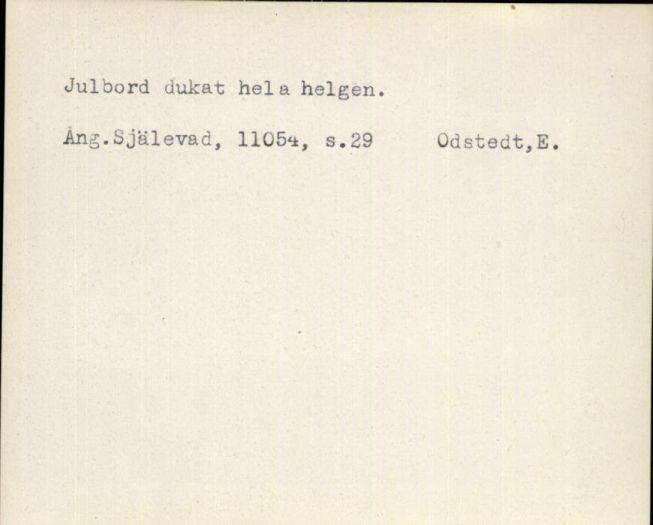 Julbord dukat hela helgen.
Ång.Själevad, 11054, s.29 Odstedt,E.